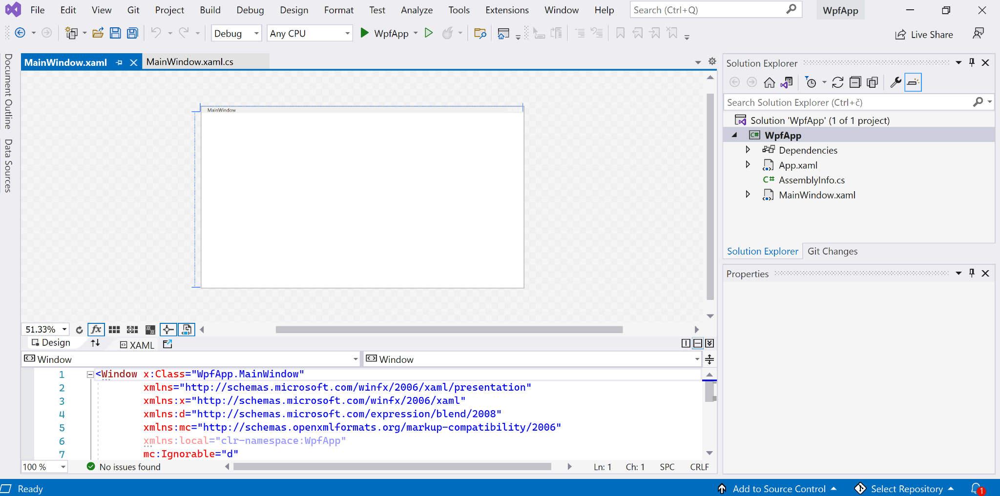 File Edit View Git Project Build Debug Design Format Test Analyze Tools Extensions Window Help Search (Ctrl+Q) WpfApp
Debug Any CPU WpfApp Live Share
Document Outline
Data Sources
MainWindow.xaml MainWindow.xaml.cs
MainWindow
51.33% fx
Design XAML
Window Window
1 <Window x:Class="WpfApp.MainWindow"
2 xmlns="http://schemas.microsoft.com/winfx/2006/xaml/presentation"
3 xmlns:x="http://schemas.microsoft.com/winfx/2006/xaml"
4 xmlns:d="http://schemas.microsoft.com/expression/blend/2008"
5 xmlns:mc="http://schemas.openxmlformats.org/markup-compatibility/2006"
6 xmlns:local="clr-namespace:WpfApp"
7 mc:Ignorable="d"
100 % No issues found Ln: 1 Ch: 1 SPC CRLF
Solution Explorer
Search Solution Explorer (Ctrl+č)
Solution 'WpfApp' (1 of 1 project)
C# WpfApp
Dependencies
App.xaml
C# AssemblyInfo.cs
MainWindow.xaml
Solution Explorer Git Changes
Properties
Ready Add to Source Control Select Repository 1